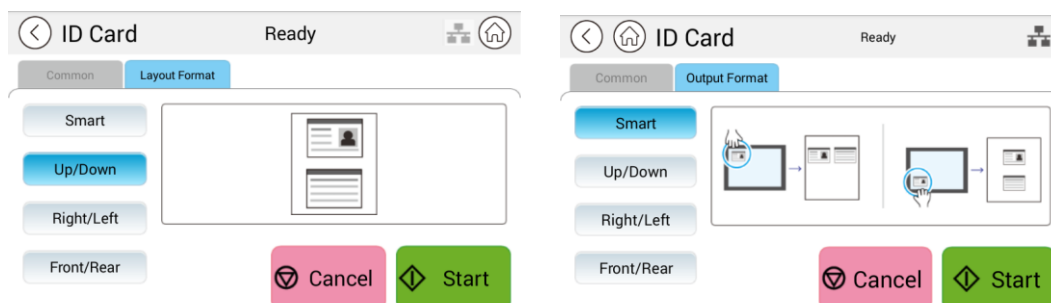 ID Card
Ready
Common
Layout Format
Smart
Up/Down
Right/Left
Front/Rear
Cancel
Start
ID Card
Ready
Common
Output Format
Smart
Up/Down
Right/Left
Front/Rear
Cancel
Start